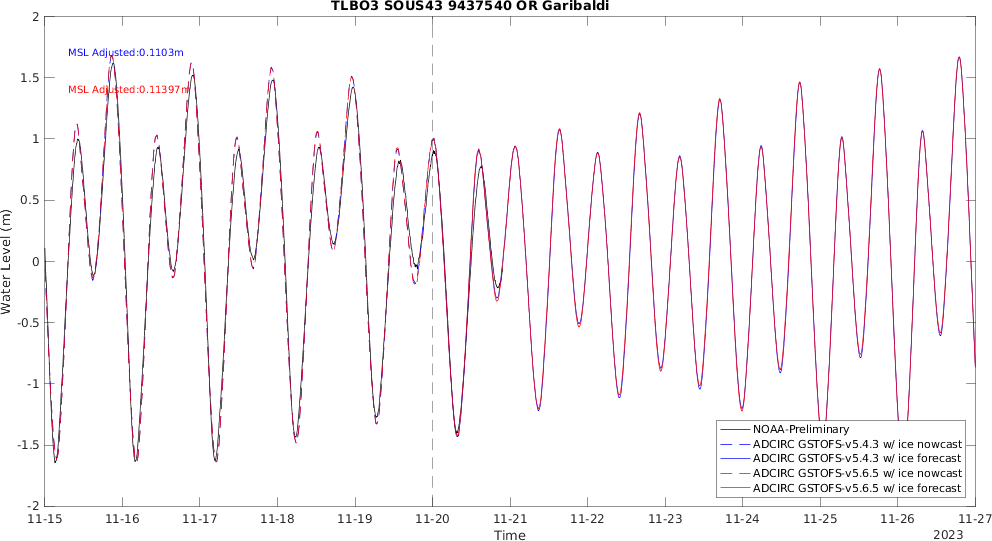 TLBO3 SOUS43 9437540 OR Garibaldi
2
MSL Adjusted:0.1103m
1.5
MSL Adjusted:0.11397m
1
0.5
Water Level (m)
0
-0.5
-1
-1.5
-2
NOAA-Preliminary
ADCIRC GSTOFS-v5.4.3 w/ ice nowcast
ADCIRC GSTOFS-v5.4.3 w/ ice forecast
ADCIRC GSTOFS-v5.6.5 w/ ice nowcast
ADCIRC GSTOFS-v5.6.5 w/ ice forecast
11-15 11-16 11-17 11-18 11-19 11-20 11-21 11-22 11-23 11-24 11-25 11-26 11-27
Time
2023